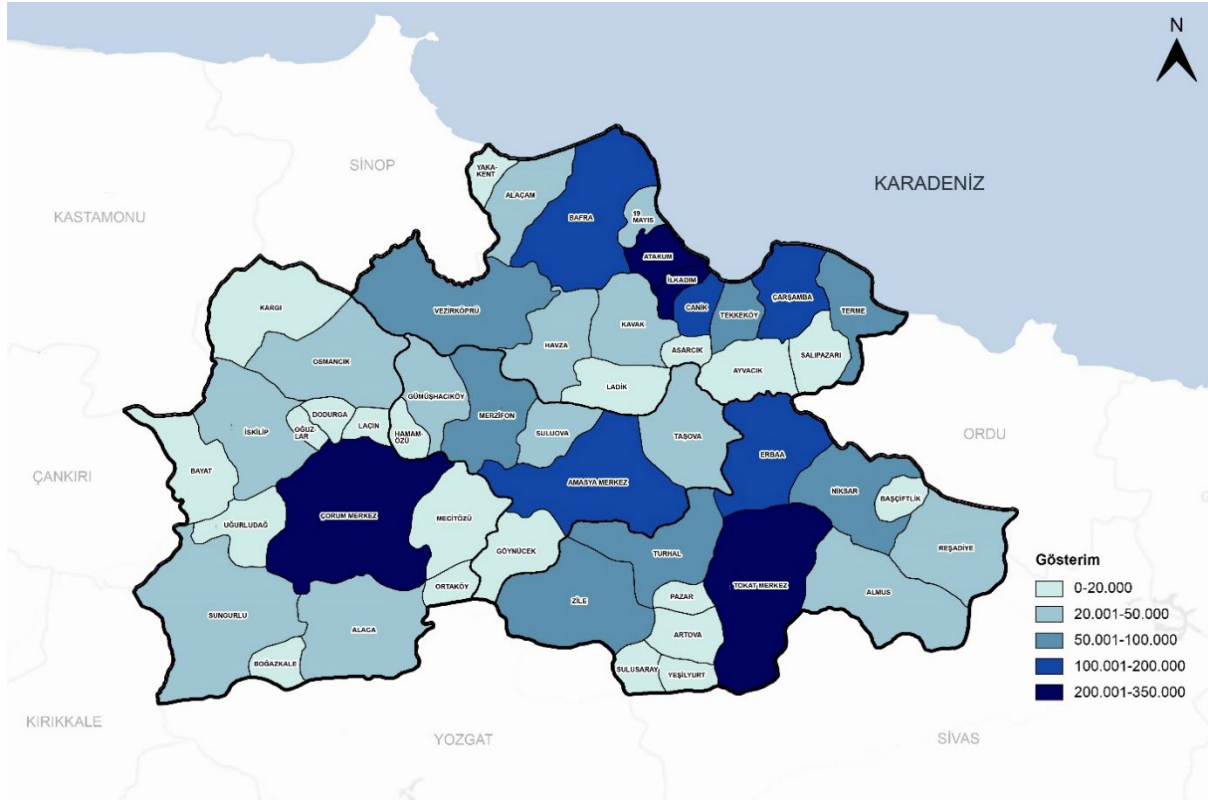 N
KARADENİZ
SİNOP
KASTAMONU
YAKA-
KENT
ALAÇAM
BAFRA
19
MAYIS
ATAKUM
İLKADIM
CANİK
TEKKEKÖY
ÇARŞAMBA
TERME
KARGI
VEZİRKÖPRÜ
HAVZA
KAVAK
ASARCIK
AYVACIK
SALIPAZARI
LADİK
OSMANCIK
GÜMÜŞHACIKÖY
MERZİFON
SULUOVA
TAŞOVA
ERBAA
ORDU
İSKİLİP
DODURGA
OĞUZ-
LAR
LAÇİN
HAMAM-
ÖZÜ
ÇANKIRI
BAYAT
AMASYA MERKEZ
NİKSAR
BAŞÇİFTLİK
UĞURLUDAĞ
ÇORUM MERKEZ
MECİTÖZÜ
GÖYNÜCEK
TURHAL
REŞADİYE
ORTAKÖY
ZİLE
PAZAR
TOKAT MERKEZ
ALMUS
SUNGURLU
ALACA
ARTOVA
BOĞAZKALE
SULUSARAY
YEŞİLYURT
KIRIKKALE
YOZGAT
SİVAS
Gösterim
0-20.000
20.001-50.000
50.001-100.000
100.001-200.000
200.001-350.000